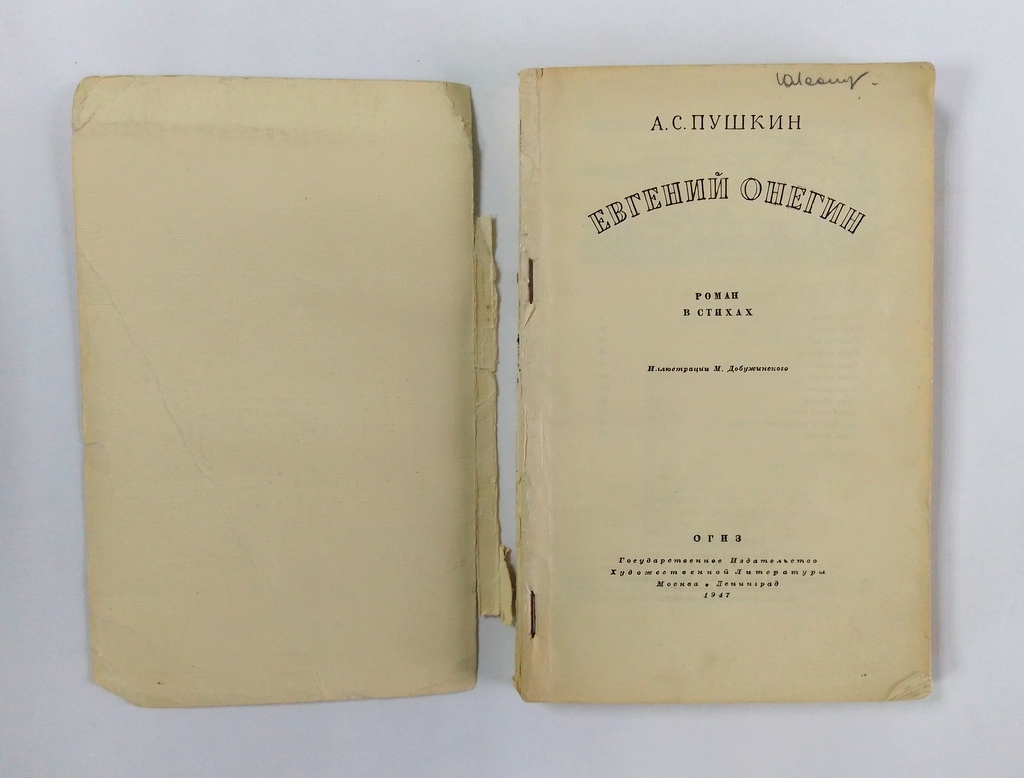 А.С.ПУШКИН
ЕВГЕНИЙ ОНЕГИН
РОМАН
В СТИХАХ
Иллюстрации М. Добужинского
ОГИЗ
Государственное Издательство
Художественной Литературы
Москва • Ленинград
1947